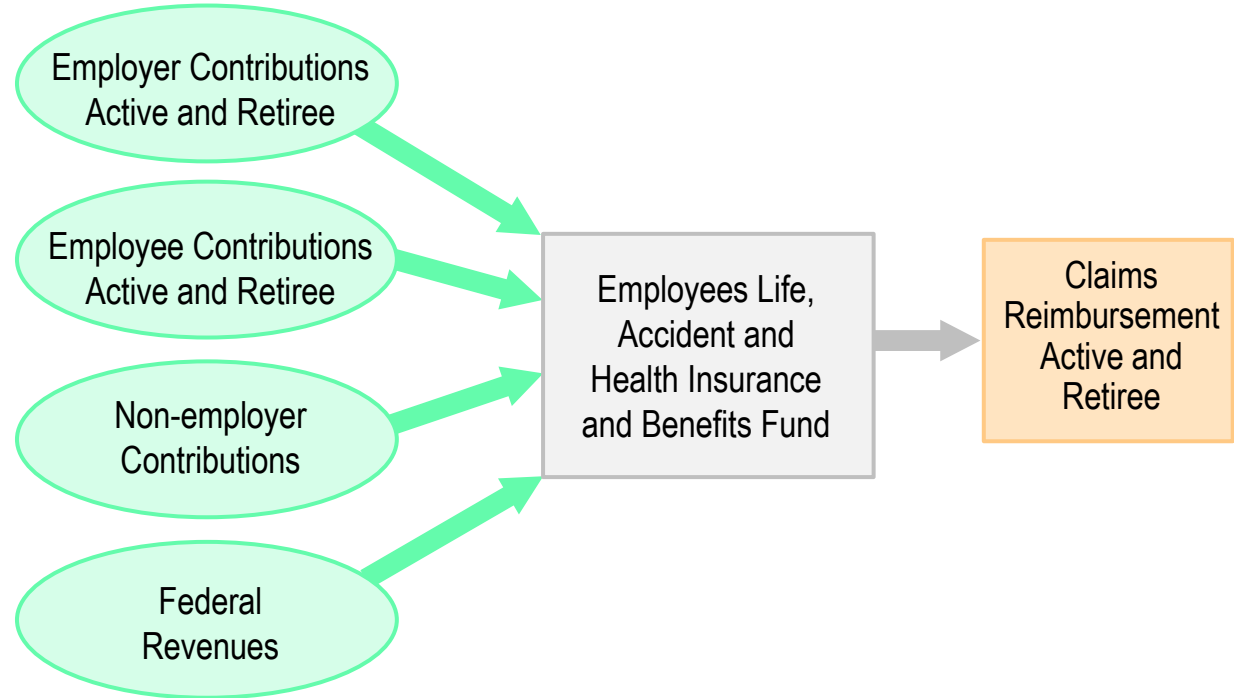 Employer Contributions
Active and Retiree
Employee Contributions
Active and Retiree
Non-employer
Contributions
Federal
Revenues
Employees Life,
Accident and
Health Insurance
and Benefits Fund
Claims
Reimbursement
Active and
Retiree